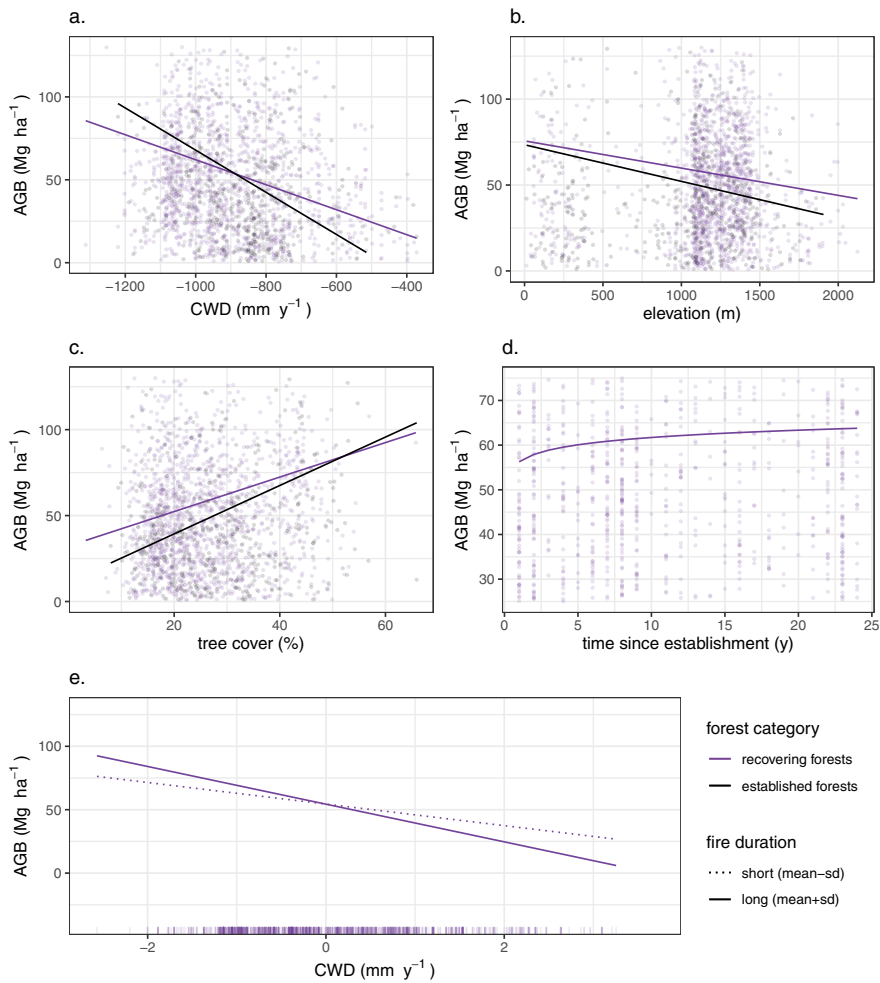 a.
AGB (Mg ha⁻¹)
100
50
0
−1200 −1000 −800 −600 −400
CWD (mm y⁻¹)
b.
AGB (Mg ha⁻¹)
100
50
0
0 500 1000 1500 2000
elevation (m)
c.
AGB (Mg ha⁻¹)
100
50
0
20 40 60
tree cover (%)
d.
AGB (Mg ha⁻¹)
70
60
50
40
30
0 5 10 15 20 25
time since establishment (y)
e.
AGB (Mg ha⁻¹)
100
50
0
−2 0 2
CWD (mm y⁻¹)
forest category
recovering forests
established forests
fire duration
short (mean−sd)
long (mean+sd)